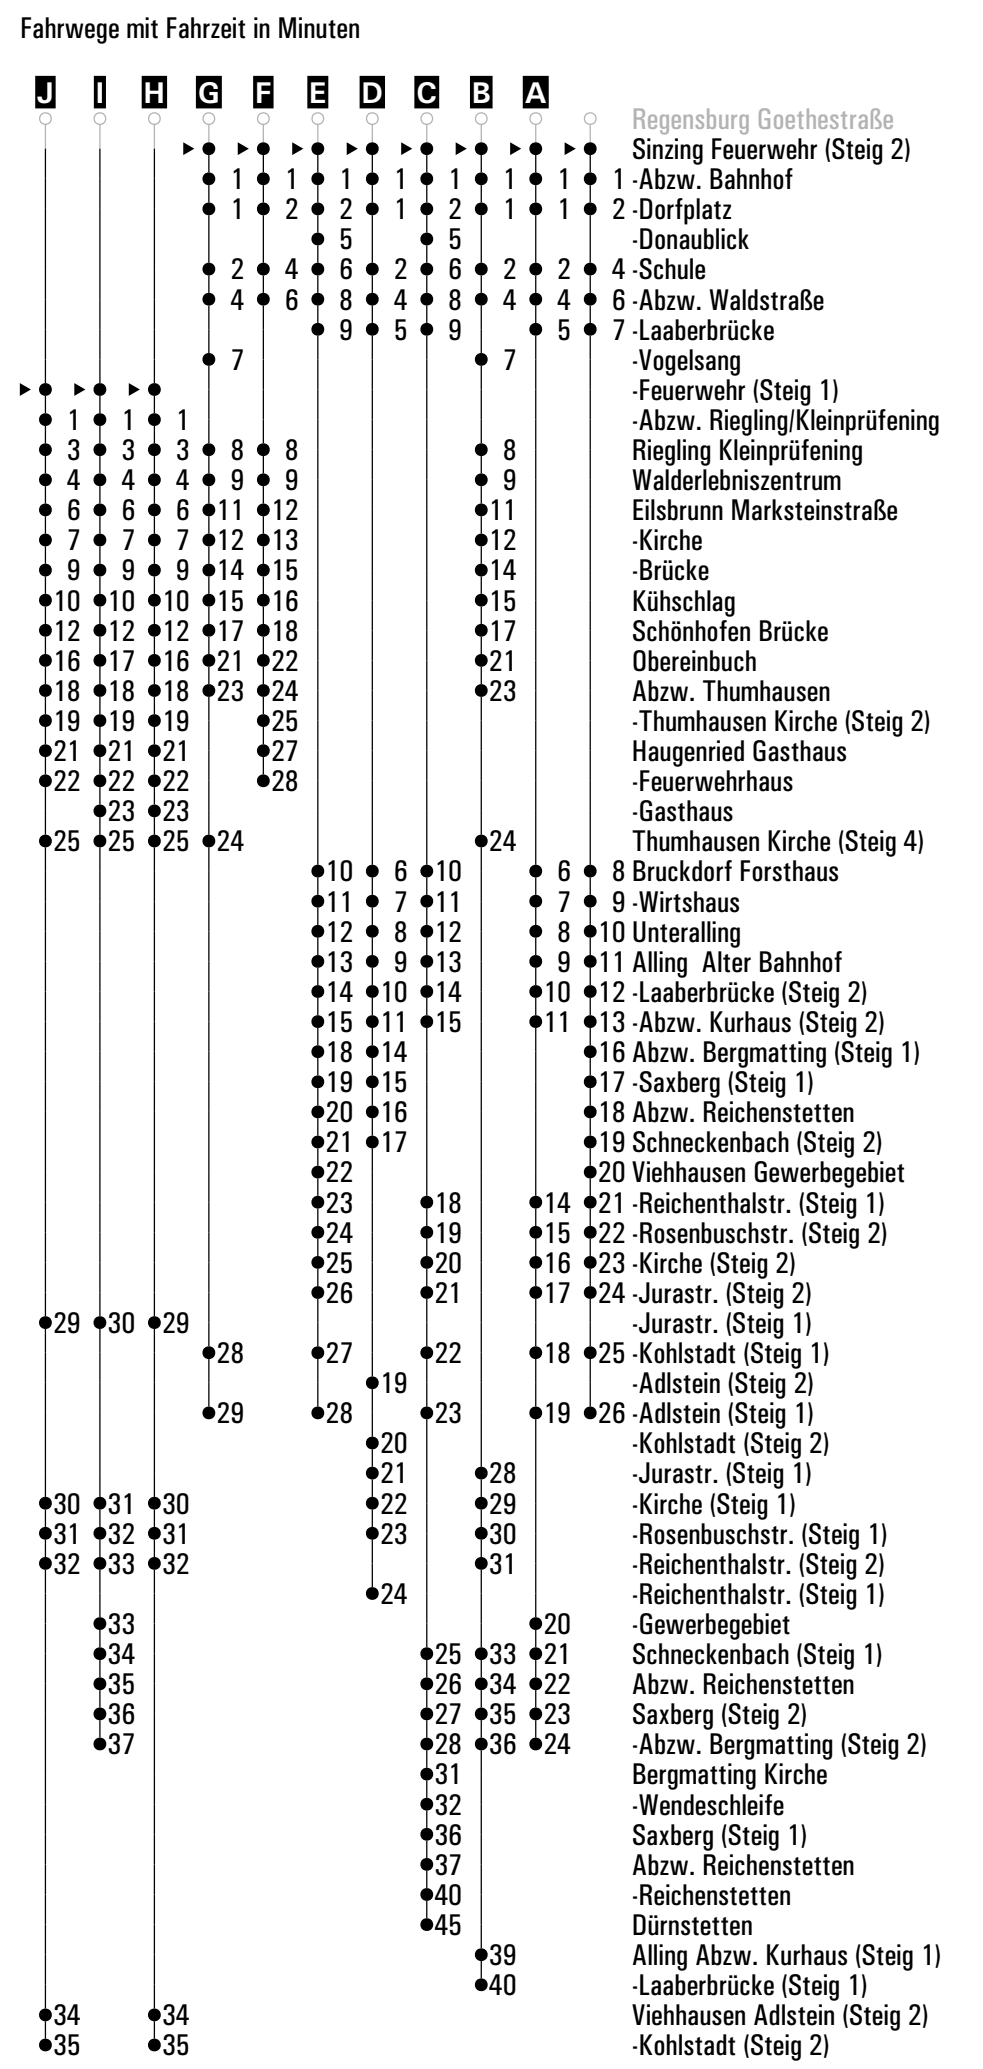 Fahrwege mit Fahrzeit in Minuten
J I H G F E D C B A
Regensburg Goethestraße
Sinzing Feuerwehr (Steig 2)
1 1 1 1 1 1 1 1 -Abzw. Bahnhof
1 2 2 1 2 1 1 2 -Dorfplatz
5 5 -Donaublick
2 4 6 2 6 2 2 4 -Schule
4 6 8 4 8 4 4 6 -Abzw. Waldstraße
9 5 9 5 7 -Laaberbrücke
7 7 -Vogelsang
-Feuerwehr (Steig 1)
1 1 1 -Abzw. Riegling/Kleinprüfening
3 3 3 8 8 8 Riegling Kleinprüfening
4 4 4 9 9 9 Walderlebniszentrum
6 6 6 11 12 11 Eilsbrunn Marksteinstraße
7 7 7 12 13 12 -Kirche
9 9 9 14 15 14 -Brücke
10 10 10 15 16 15 Kühschlag
12 12 12 17 18 17 Schönhofen Brücke
16 17 16 21 22 21 Obereinbuch
18 18 18 23 24 23 Abzw. Thumhausen
19 19 19 25 -Thumhausen Kirche (Steig 2)
21 21 21 27 Haugenried Gasthaus
22 22 22 28 -Feuerwehrhaus
23 23 -Gasthaus
25 25 25 24 24 Thumhausen Kirche (Steig 4)
10 6 10 6 8 Bruckdorf Forsthaus
11 7 11 7 9 -Wirtshaus
12 8 12 8 10 Unteralling
13 9 13 9 11 Alling Alter Bahnhof
14 10 14 10 12 -Laaberbrücke (Steig 2)
15 11 15 11 13 -Abzw. Kurhaus (Steig 2)
18 14 16 Abzw. Bergmatting (Steig 1)
19 15 17 -Saxberg (Steig 1)
20 16 18 Abzw. Reichenstetten
21 17 19 Schneckenbach (Steig 2)
22 20 Viehhausen Gewerbegebiet
23 18 14 21 -Reichenthalstr. (Steig 1)
24 19 15 22 -Rosenbuschstr. (Steig 2)
25 20 16 23 -Kirche (Steig 2)
26 21 17 24 -Jurastr. (Steig 2)
29 30 29 -Jurastr. (Steig 1)
28 27 22 18 25 -Kohlstadt (Steig 1)
19 -Adlstein (Steig 2)
29 28 23 19 26 -Adlstein (Steig 1)
20 -Kohlstadt (Steig 2)
21 28 -Jurastr. (Steig 1)
30 31 30 22 29 -Kirche (Steig 1)
31 32 31 23 30 -Rosenbuschstr. (Steig 1)
32 33 32 31 -Reichenthalstr. (Steig 2)
24 -Reichenthalstr. (Steig 1)
33 20 -Gewerbegebiet
34 25 33 21 Schneckenbach (Steig 1)
35 26 34 22 Abzw. Reichenstetten
36 27 35 23 Saxberg (Steig 2)
37 28 36 24 -Abzw. Bergmatting (Steig 2)
31 Bergmatting Kirche
32 -Wendeschleife
36 Saxberg (Steig 1)
37 Abzw. Reichenstetten
40 -Reichenstetten
45 Dürnstetten
39 Alling Abzw. Kurhaus (Steig 1)
40 -Laaberbrücke (Steig 1)
34 34 Viehhausen Adlstein (Steig 2)
35 35 -Kohlstadt (Steig 2)